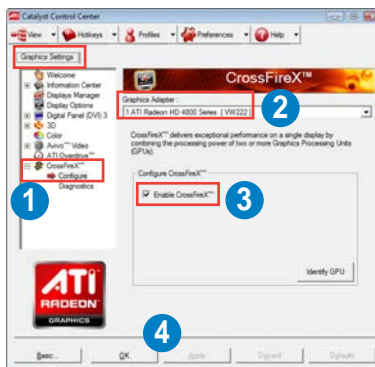 Catalyst Control Center
View Hotkeys Profiles Preferences Help
Graphics Settings
Welcome
Information Center
Displays Manager
Display Options
Digital Panel (DVI) 3
3D
Color
Avivo™ Video
ATI Overdrive™
CrossFireX™
Configure
Diagnostics
1
CrossFireX™
Graphics Adapter :
1.ATI Radeon HD 4800 Series [ VW222 ]
2
CrossFireX™ delivers exceptional performance on a single display by
combining the processing power of two or more Graphics Processing Units
(GPUs).
Configure CrossFireX™
Enable CrossFireX™
3
Identify GPU
ATI
RADEON
GRAPHICS
4
Basic... OK Apply Discard Defaults